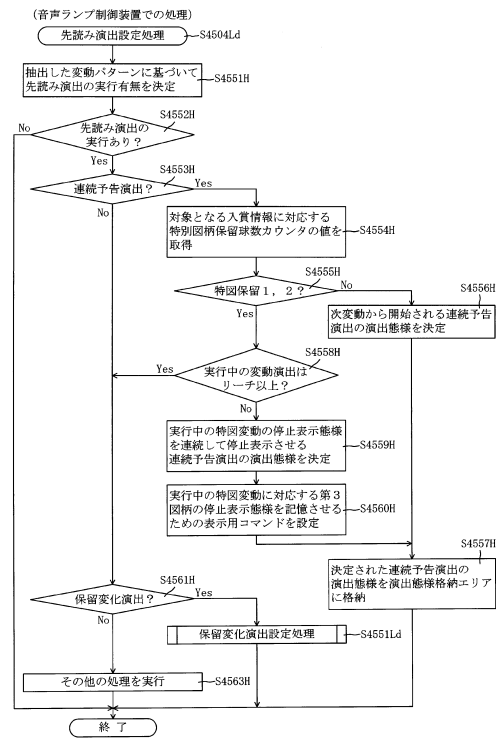 （音声ランプ制御装置での処理）
先読み演出設定処理
S4504Ld
抽出した変動パターンに基づいて
先読み演出の実行有無を決定
S4551H
先読み演出の
実行あり？
S4552H
No
Yes
連続予告演出？
S4553H
Yes
No
対象となる入賞情報に対応する
特別図柄保留球数カウンタの値を
取得
S4554H
特図保留１，２？
S4555H
No
Yes
次変動から開始される連続予告
演出の演出態様を決定
S4556H
実行中の変動演出は
リーチ以上？
S4558H
Yes
No
実行中の特図変動の停止表示態様
を連続して停止表示させる
連続予告演出の演出態様を決定
S4559H
実行中の特図変動に対応する第３
図柄の停止表示態様を記憶させる
ための表示用コマンドを設定
S4560H
決定された連続予告演出の
演出態様を演出態様格納エリア
に格納
S4557H
保留変化演出？
S4561H
Yes
No
保留変化演出設定処理
S4551Ld
その他の処理を実行
S4563H
終 了